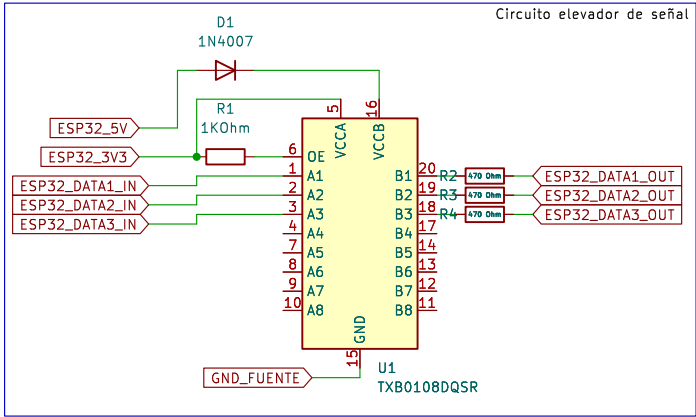 Circuito elevador de señal
D1
1N4007
ESP32_5V
R1
1KOhm
5
16
VCCA
VCCB
ESP32_3V3
6
OE
ESP32_DATA1_IN
1
A1
B1
20
R2
470 Ohm
ESP32_DATA1_OUT
ESP32_DATA2_IN
2
A2
B2
19
R3
470 Ohm
ESP32_DATA2_OUT
ESP32_DATA3_IN
3
A3
B3
18
R4
470 Ohm
ESP32_DATA3_OUT
4
A4
B4
17
7
A5
B5
14
8
A6
B6
13
9
A7
B7
12
10
A8
B8
11
GND
15
GND_FUENTE
U1
TXB0108DQSR